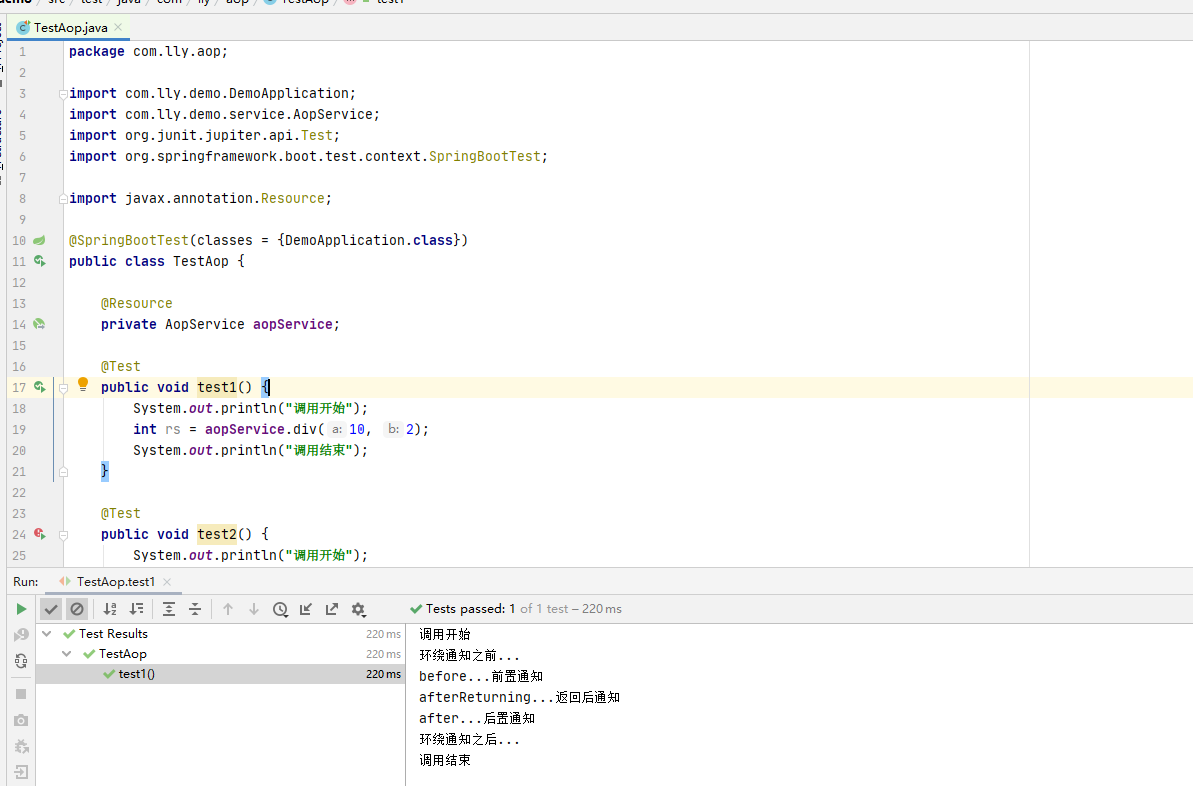 demo / src / test / java / com / lly / aop / TestAop / test1
TestAop.java
1 package com.lly.aop;
2
3 import com.lly.demo.DemoApplication;
4 import com.lly.demo.service.AopService;
5 import org.junit.jupiter.api.Test;
6 import org.springframework.boot.test.context.SpringBootTest;
7
8 import javax.annotation.Resource;
9
10 @SpringBootTest(classes = {DemoApplication.class})
11 public class TestAop {
12
13 @Resource
14 private AopService aopService;
15
16 @Test
17 public void test1() {
18 System.out.println("调用开始");
19 int rs = aopService.div( a: 10, b: 2);
20 System.out.println("调用结束");
21 }
22
23 @Test
24 public void test2() {
25 System.out.println("调用开始");
Run: TestAop.test1
Tests passed: 1 of 1 test – 220 ms
Test Results 220 ms
TestAop 220 ms
test1() 220 ms
调用开始
环绕通知之前...
before...前置通知
afterReturning...返回后通知
after...后置通知
环绕通知之后...
调用结束